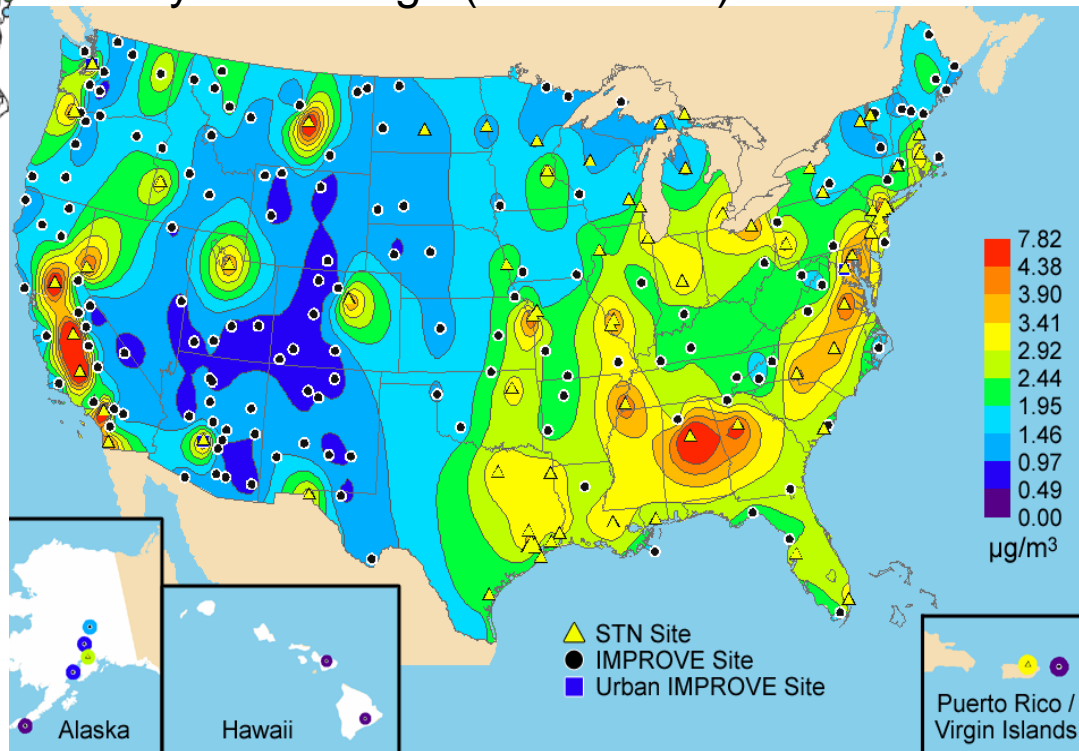 7.82
4.38
3.90
3.41
2.92
2.44
1.95
1.46
0.97
0.49
0.00
µg/m³
STN Site
IMPROVE Site
Urban IMPROVE Site
Alaska
Hawaii
Puerto Rico /
Virgin Islands